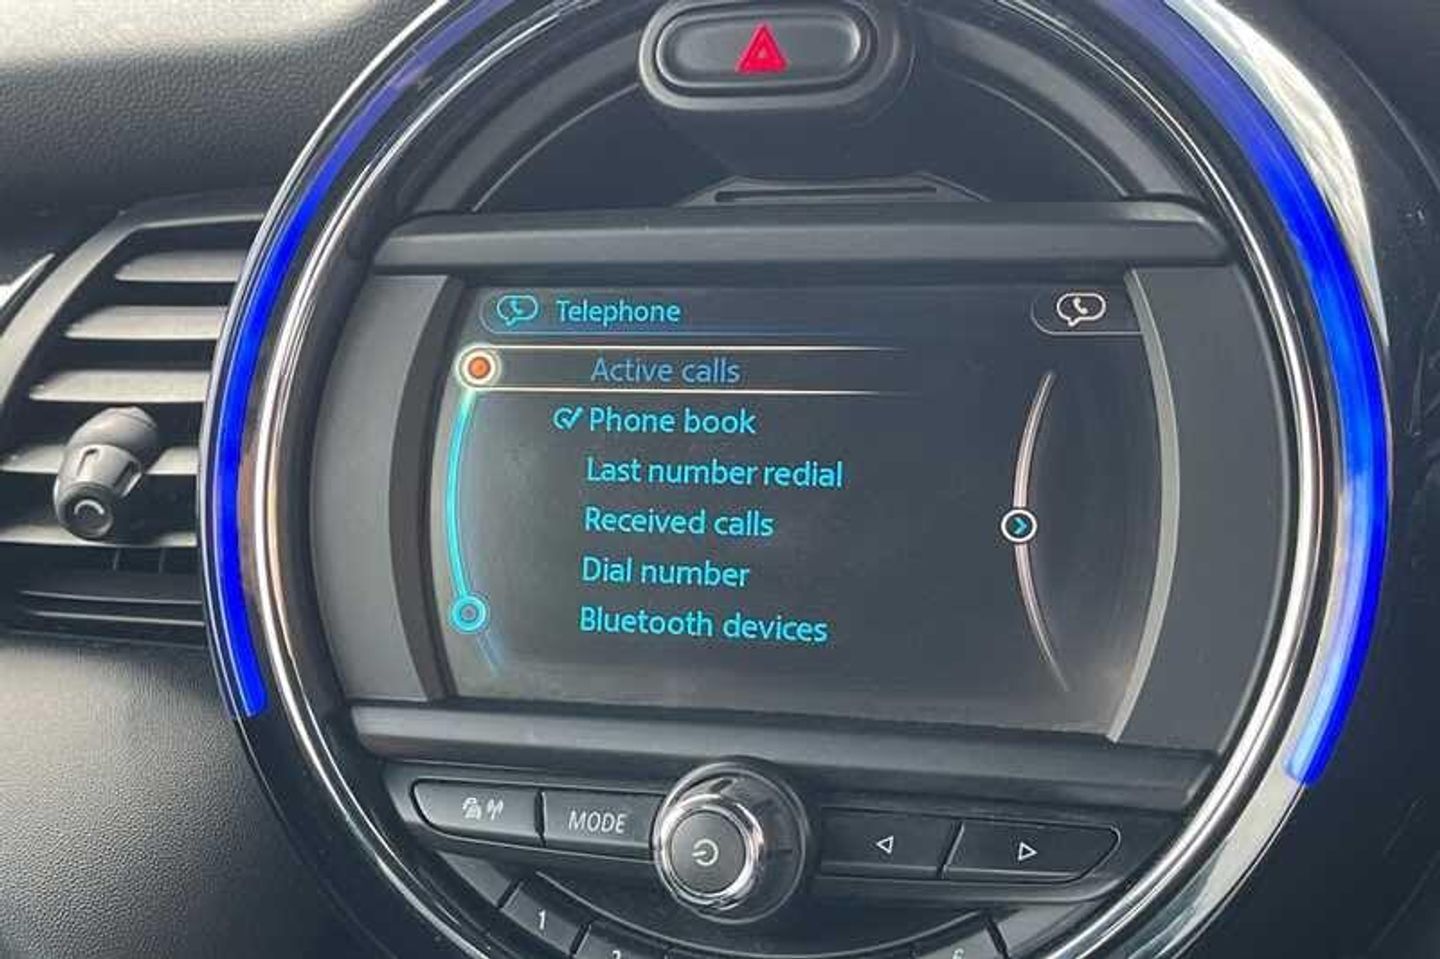 Telephone
Active calls
Phone book
Last number redial
Received calls
Dial number
Bluetooth devices
MODE
1